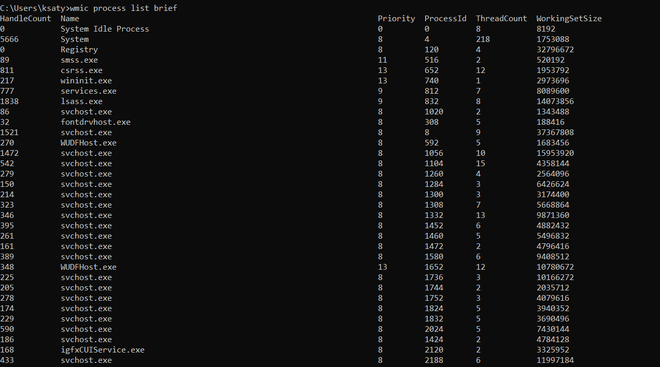 C:\Users\ksaty>wmic process list brief
HandleCount  Name  Priority  ProcessId  ThreadCount  WorkingSetSize
0  System Idle Process  0  0  8  8192
5666  System  8  4  218  1753088
0  Registry  8  120  4  32796672
89  smss.exe  11  516  2  520192
811  csrss.exe  13  652  12  1953792
217  wininit.exe  13  740  1  2973696
777  services.exe  9  812  7  8089600
1838  lsass.exe  9  832  8  14073856
86  svchost.exe  8  1020  2  1343488
32  fontdrvhost.exe  8  308  5  188416
1521  svchost.exe  8  8  9  37367808
270  WUDFHost.exe  8  592  5  1683456
1472  svchost.exe  8  1056  10  15953920
542  svchost.exe  8  1104  15  4358144
279  svchost.exe  8  1260  4  2564096
150  svchost.exe  8  1284  3  6426624
214  svchost.exe  8  1300  3  3174400
323  svchost.exe  8  1308  7  5668864
346  svchost.exe  8  1332  13  9871360
395  svchost.exe  8  1452  6  4882432
261  svchost.exe  8  1460  5  5496832
161  svchost.exe  8  1472  2  4796416
389  svchost.exe  8  1580  6  9408512
348  WUDFHost.exe  13  1652  12  10780672
225  svchost.exe  8  1736  3  10166272
205  svchost.exe  8  1744  2  2035712
278  svchost.exe  8  1752  3  4079616
174  svchost.exe  8  1824  5  3940352
229  svchost.exe  8  1832  5  3690496
590  svchost.exe  8  2024  5  7430144
186  svchost.exe  8  1424  2  4784128
168  igfxCUIService.exe  8  2120  2  3325952
433  svchost.exe  8  2188  6  11997184